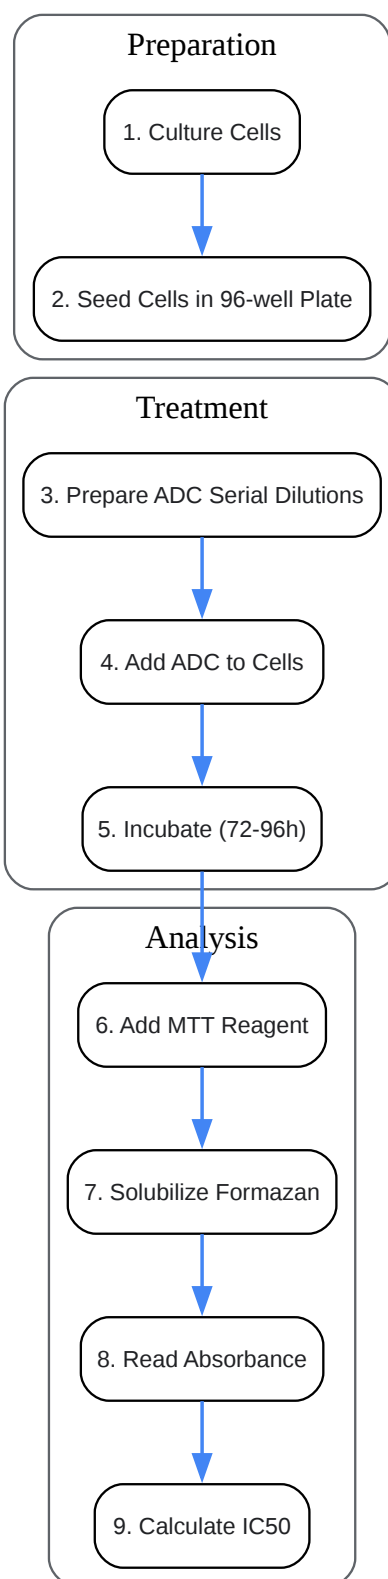 Preparation
1. Culture Cells
2. Seed Cells in 96-well Plate
Treatment
3. Prepare ADC Serial Dilutions
4. Add ADC to Cells
5. Incubate (72-96h)
Analysis
6. Add MTT Reagent
7. Solubilize Formazan
8. Read Absorbance
9. Calculate IC50